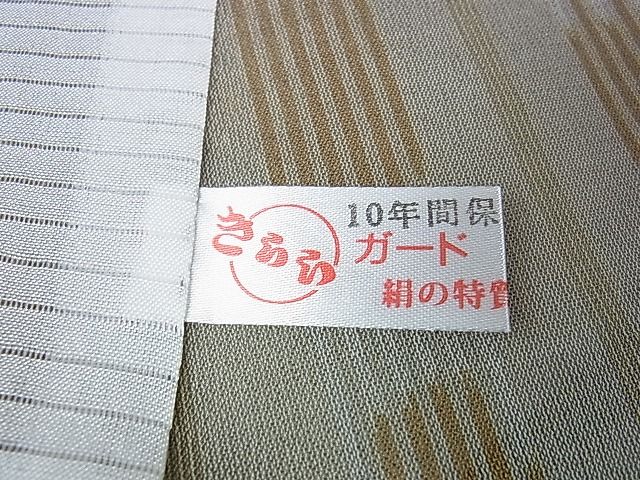 10年間保
きらら
ガード
絹の特質